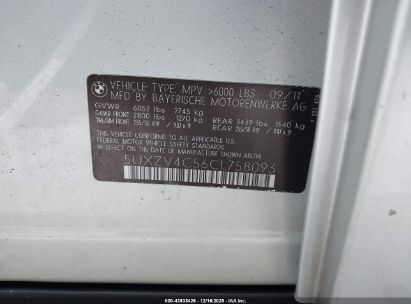 VEHICLE TYPE: MPV >6000 LBS 09/11
MFD BY BAYERISCHE MOTORENWERKE AG
GVWR 6057 lbs 2745 kg
GAWR FRONT 2800 lbs 1270 kg REAR 3439 lbs 1560 kg
THIS VEHICLE CONFORMS TO ALL APPLICABLE U.S.
FEDERAL MOTOR VEHICLE SAFETY
STANDARDS IN EFFECT ON THE DATE OF
MANUFACTURE SHOWN ABOVE
5UXZV4C56CL758093